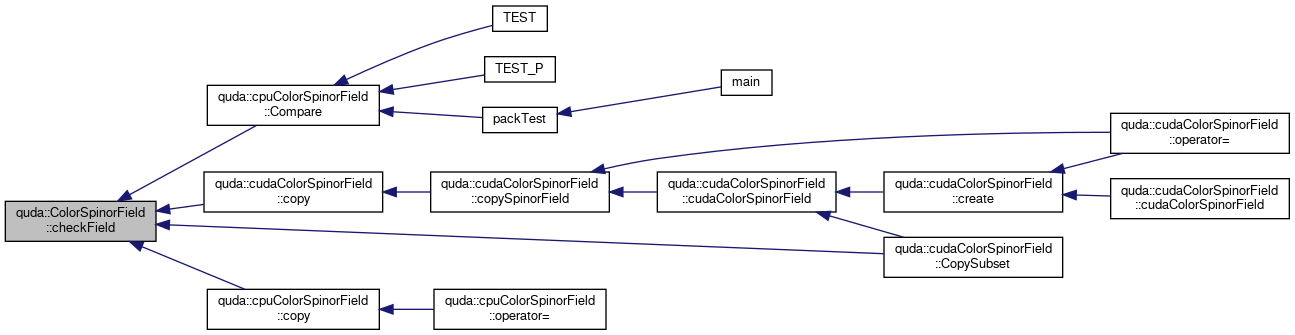 TEST
TEST_P
main
quda::cpuColorSpinorField
::Compare
packTest
quda::cudaColorSpinorField
::operator=
quda::cudaColorSpinorField
::copy
quda::cudaColorSpinorField
::copySpinorField
quda::cudaColorSpinorField
::cudaColorSpinorField
quda::cudaColorSpinorField
::create
quda::cudaColorSpinorField
::cudaColorSpinorField
quda::ColorSpinorField
::checkField
quda::cudaColorSpinorField
::CopySubset
quda::cpuColorSpinorField
::copy
quda::cpuColorSpinorField
::operator=